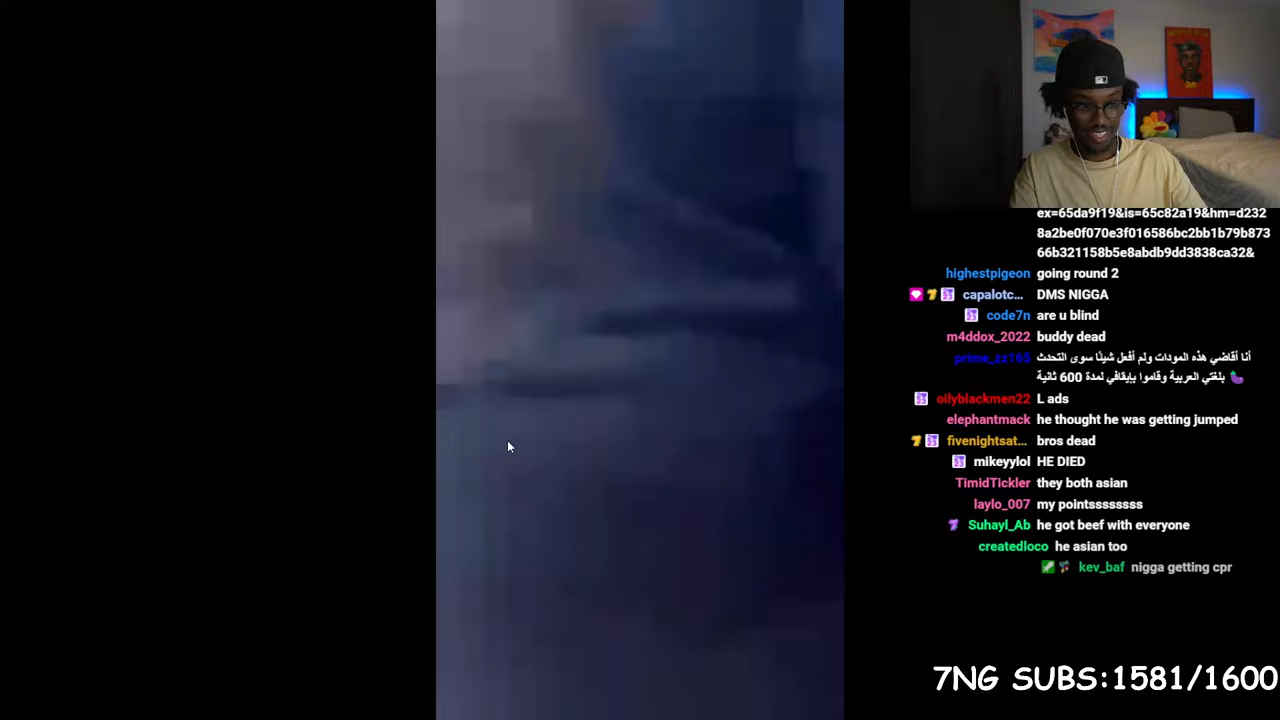 ex=65da9f19&is=65c82a19&hm=d232
8a2be0f070e3f016586bc2bb1b79b873
66b321158b5e8abdb9dd3838ca32&
highestpigeon going round 2
capalotc... DMS NIGGA
code7n are u blind
m4ddox_2022 buddy dead
prime_zz165 أنا أقاضي هذه المودات ولم أفعل شيئًا سوى التحدث
بلغتي العربية وقاموا بإيقافي لمدة 600 ثانية 🍆
oilyblackmen22 L ads
elephantmack he thought he was getting jumped
fivenightsat... bros dead
mikeyylol HE DIED
TimidTickler they both asian
laylo_007 my pointssssssss
Suhayl_Ab he got beef with everyone
createdloco he asian too
kev_baf nigga getting cpr
7NG SUBS:1581/1600